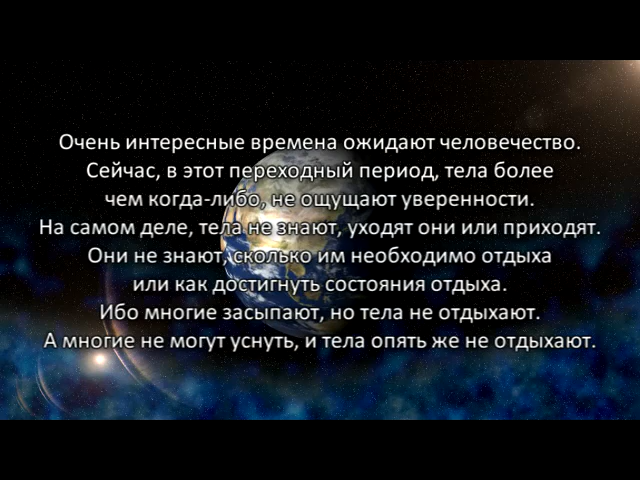 Очень интересные времена ожидают человечество.
Сейчас, в этот переходный период, тела более
чем когда-либо, не ощущают уверенности.
На самом деле, тела не знают, уходят они или приходят.
Они не знают, сколько им необходимо отдыха
или как достигнуть состояния отдыха.
Ибо многие засыпают, но тела не отдыхают.
А многие не могут уснуть, и тела опять же не отдыхают.